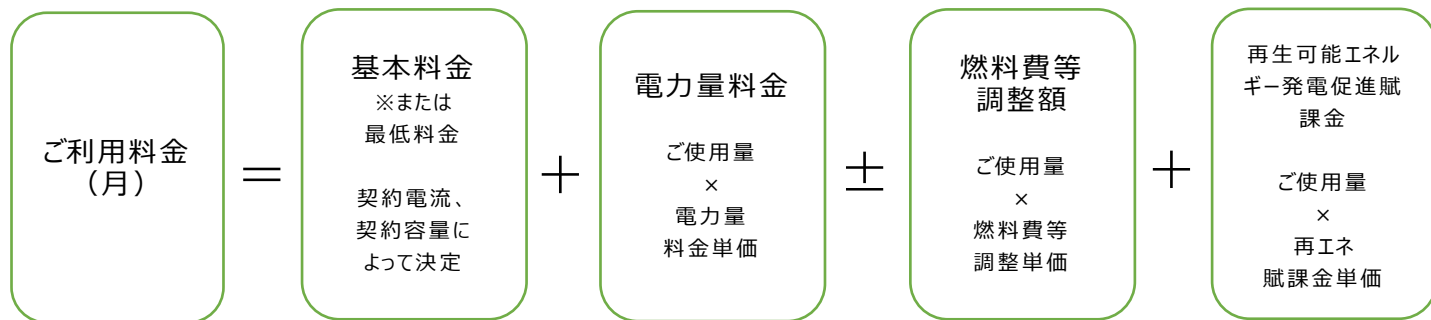 ご利用料金
（月）
＝
基本料金
※または
最低料金
契約電流、
契約容量に
よって決定
＋
電力量料金
ご使用量
×
電力量
料金単価
±
燃料費等
調整額
ご使用量
×
燃料費等
調整単価
＋
再生可能エネル
ギー発電促進賦
課金
ご使用量
×
再エネ
賦課金単価